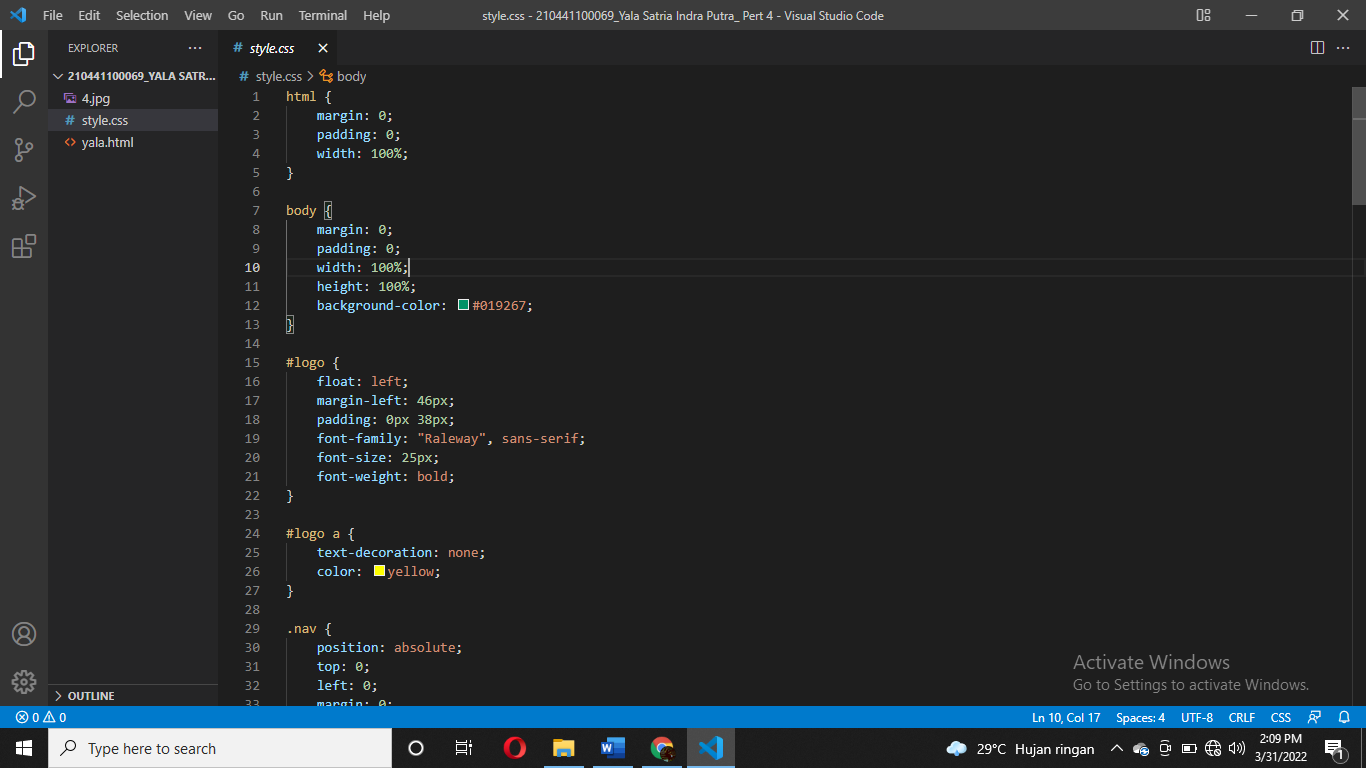 File Edit Selection View Go Run Terminal Help style.css - 210441100069_Yala Satria Indra Putra_ Pert 4 - Visual Studio Code
EXPLORER ···
210441100069_YALA SATR...
4.jpg
# style.css
<> yala.html
OUTLINE
# style.css ×
# style.css > body
1 html {
2     margin: 0;
3     padding: 0;
4     width: 100%;
5 }
6
7 body {
8     margin: 0;
9     padding: 0;
10     width: 100%;
11     height: 100%;
12     background-color: #019267;
13 }
14
15 #logo {
16     float: left;
17     margin-left: 46px;
18     padding: 0px 38px;
19     font-family: "Raleway", sans-serif;
20     font-size: 25px;
21     font-weight: bold;
22 }
23
24 #logo a {
25     text-decoration: none;
26     color: yellow;
27 }
28
29 .nav {
30     position: absolute;
31     top: 0;
32     left: 0;
33     margin: 0;
Activate Windows
Go to Settings to activate Windows.
0 0 Ln 10, Col 17 Spaces: 4 UTF-8 CRLF CSS
Type here to search 29°C Hujan ringan 2:09 PM
3/31/2022 1